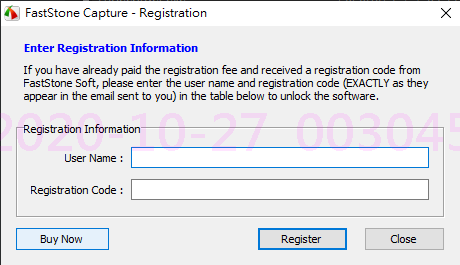 FastStone Capture - Registration
Enter Registration Information
If you have already paid the registration fee and received a registration code from
FastStone Soft, please enter the user name and registration code (EXACTLY as they
appear in the email sent to you) in the table below to unlock the software.
2020-10-27 003045
Registration Information
User Name :
Registration Code :
Buy Now
Register
Close